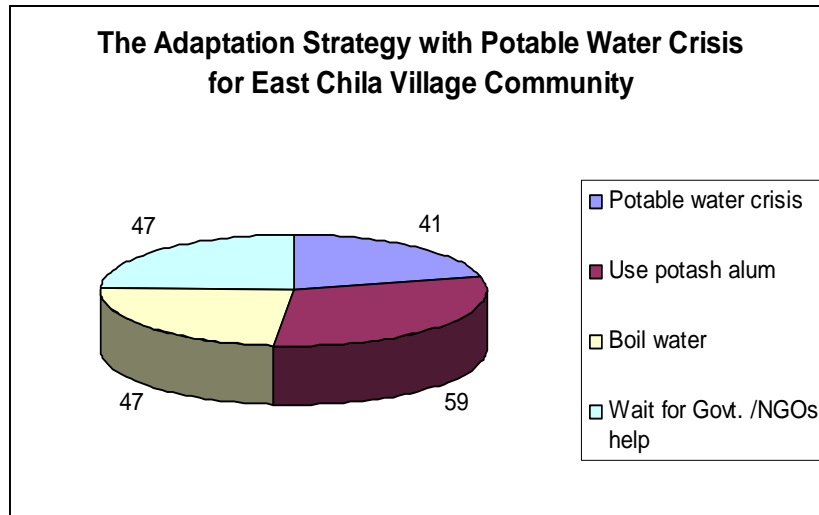 The Adaptation Strategy with Potable Water Crisis
for East Chila Village Community
47
41
47
59
Potable water crisis
Use potash alum
Boil water
Wait for Govt. /NGOs
help